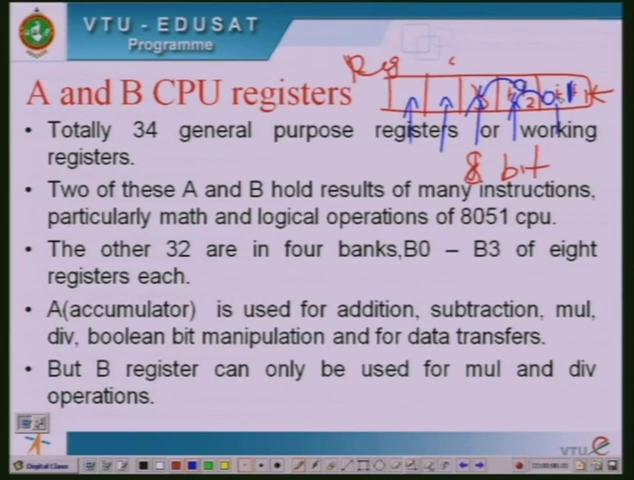 VTU - EDUSAT
Programme
Reg
A and B CPU registers
8 bit
• Totally 34 general purpose registers or working
registers.
• Two of these A and B hold results of many instructions,
particularly math and logical operations of 8051 cpu.
• The other 32 are in four banks,B0 – B3 of eight
registers each.
• A(accumulator) is used for addition, subtraction, mul,
div, boolean bit manipulation and for data transfers.
• But B register can only be used for mul and div
operations.
VTU e
Digital Class